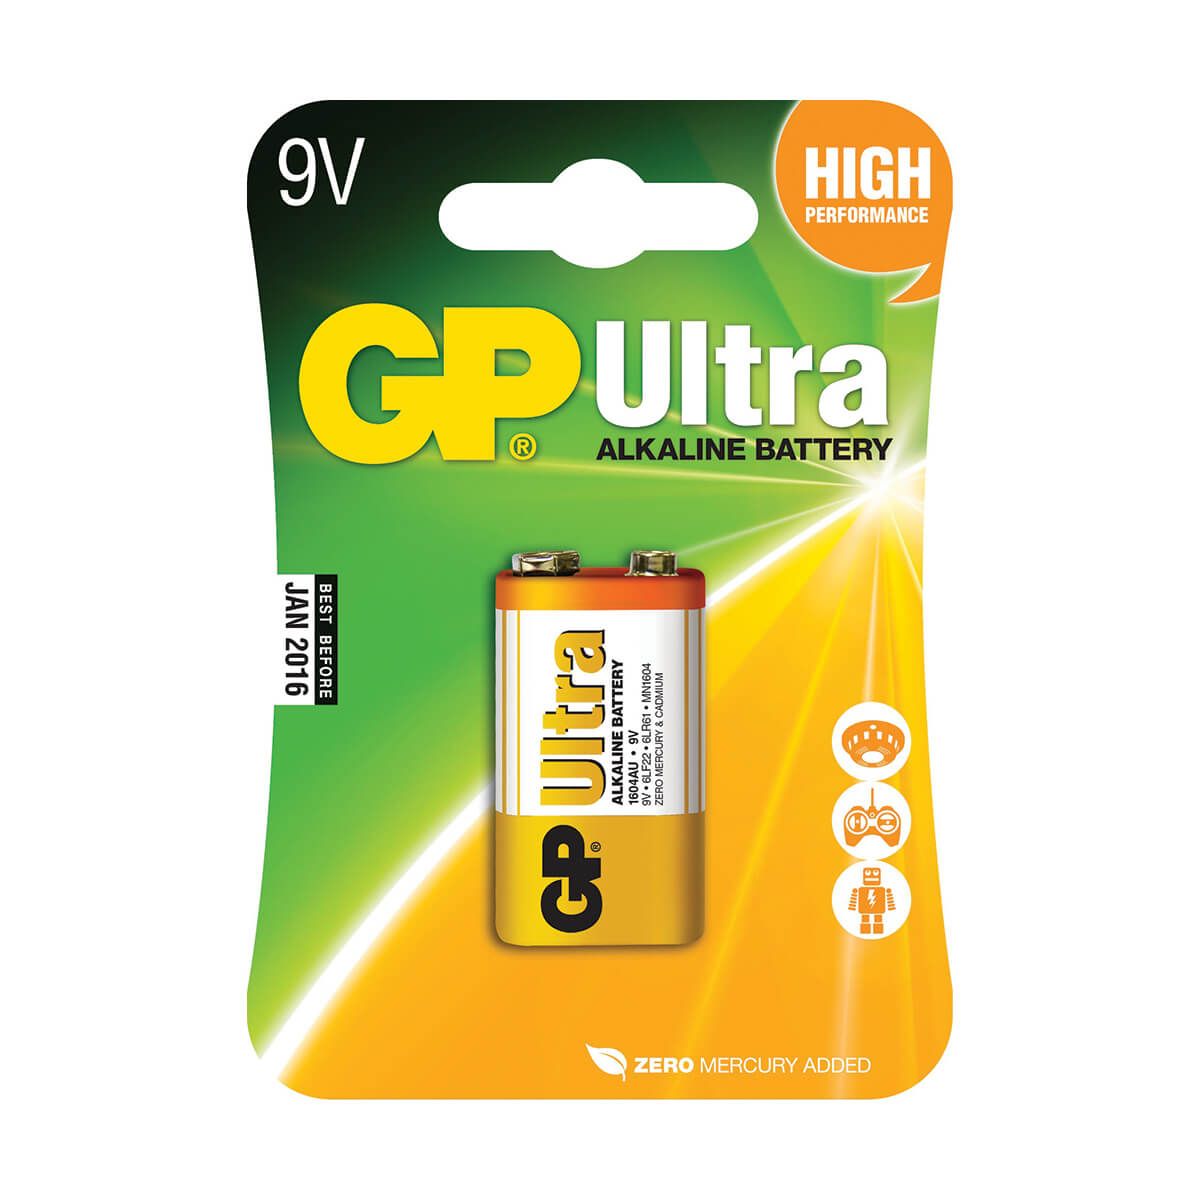 9V
HIGH
PERFORMANCE
GP®
Ultra
ALKALINE BATTERY
BEST BEFORE
JAN 2016
GP® Ultra
ALKALINE BATTERY
1604AU • 9V
9V • 6LF22 • 6LR61 • MN1604
ZERO MERCURY & CADMIUM
ZERO MERCURY ADDED